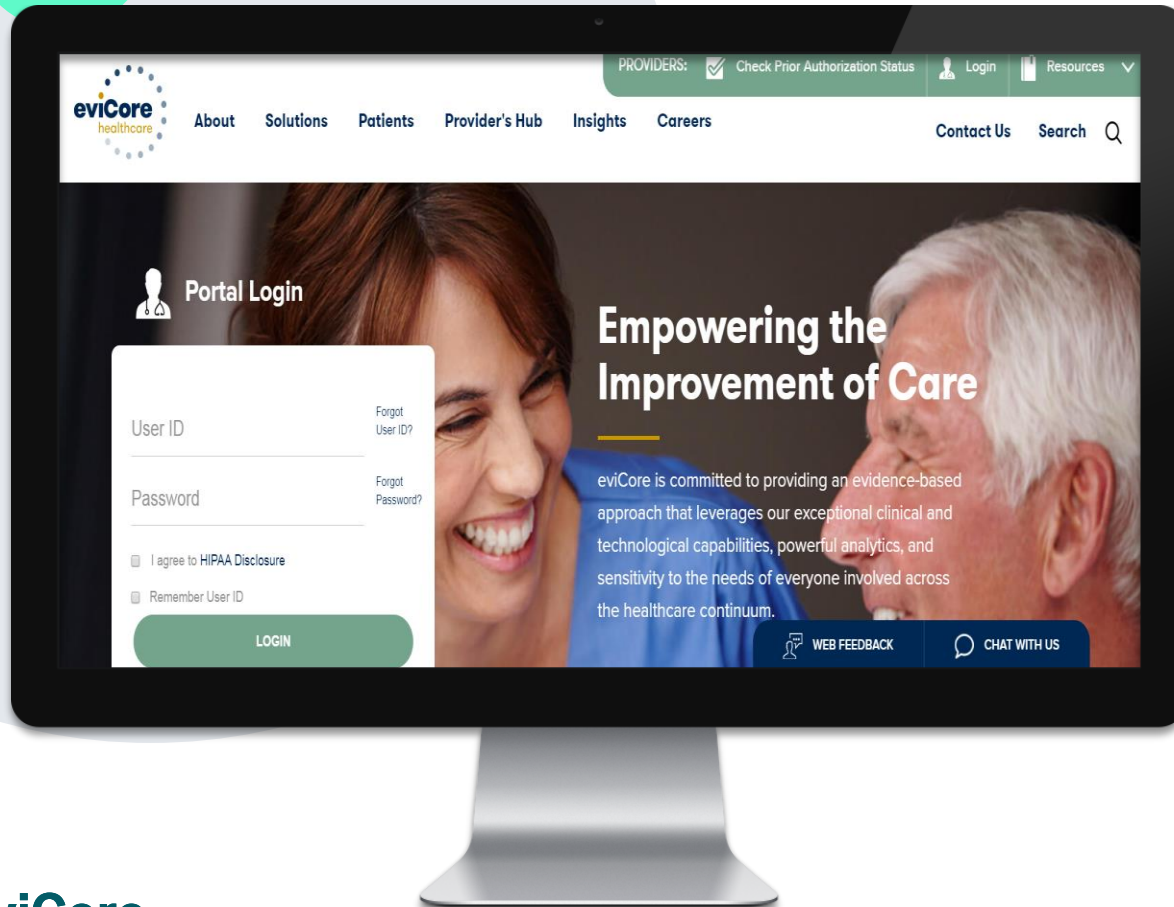 PROVIDERS: Check Prior Authorization Status Login Resources
eviCore
healthcare
About Solutions Patients Provider's Hub Insights Careers
Contact Us Search
Portal Login
Empowering the
Improvement of Care
User ID
Forgot
User ID?
Password
Forgot
Password?
I agree to HIPAA Disclosure
Remember User ID
LOGIN
eviCore is committed to providing an evidence-based
approach that leverages our exceptional clinical and
technological capabilities, powerful analytics, and
sensitivity to the needs of everyone involved across
the healthcare continuum.
WEB FEEDBACK CHAT WITH US